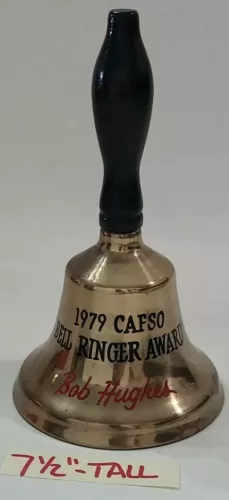 1979 CAFSO
BELL RINGER AWARD
Bob Hughes
7½"-TALL